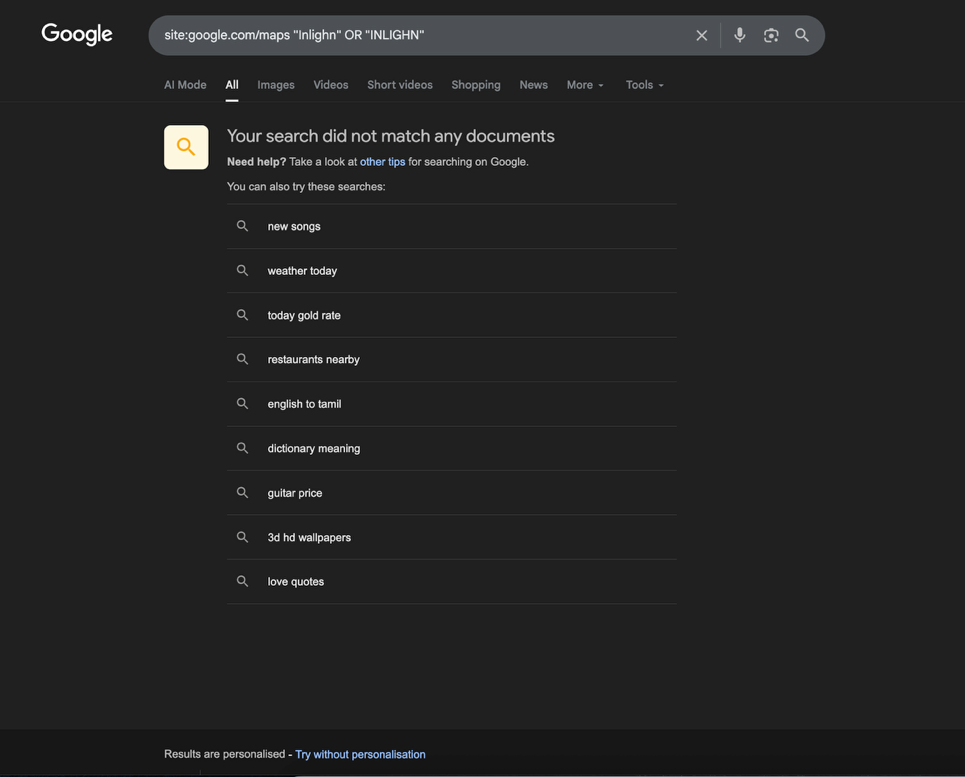 Google
site:google.com/maps "Inlighn" OR "INLIGHN"
AI Mode All Images Videos Short videos Shopping News More Tools
Your search did not match any documents
Need help? Take a look at other tips for searching on Google.
You can also try these searches:
new songs
weather today
today gold rate
restaurants nearby
english to tamil
dictionary meaning
guitar price
3d hd wallpapers
love quotes
Results are personalised - Try without personalisation